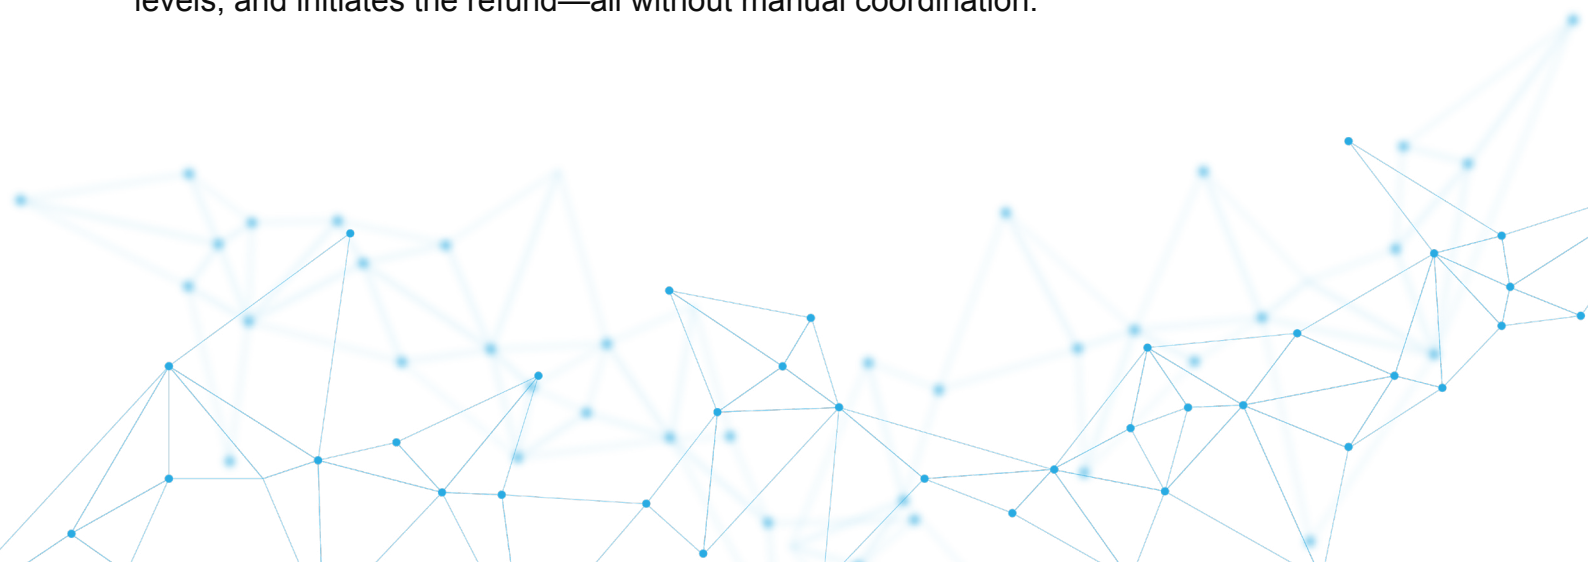 levels, and initiates the refund—all without manual coordination.